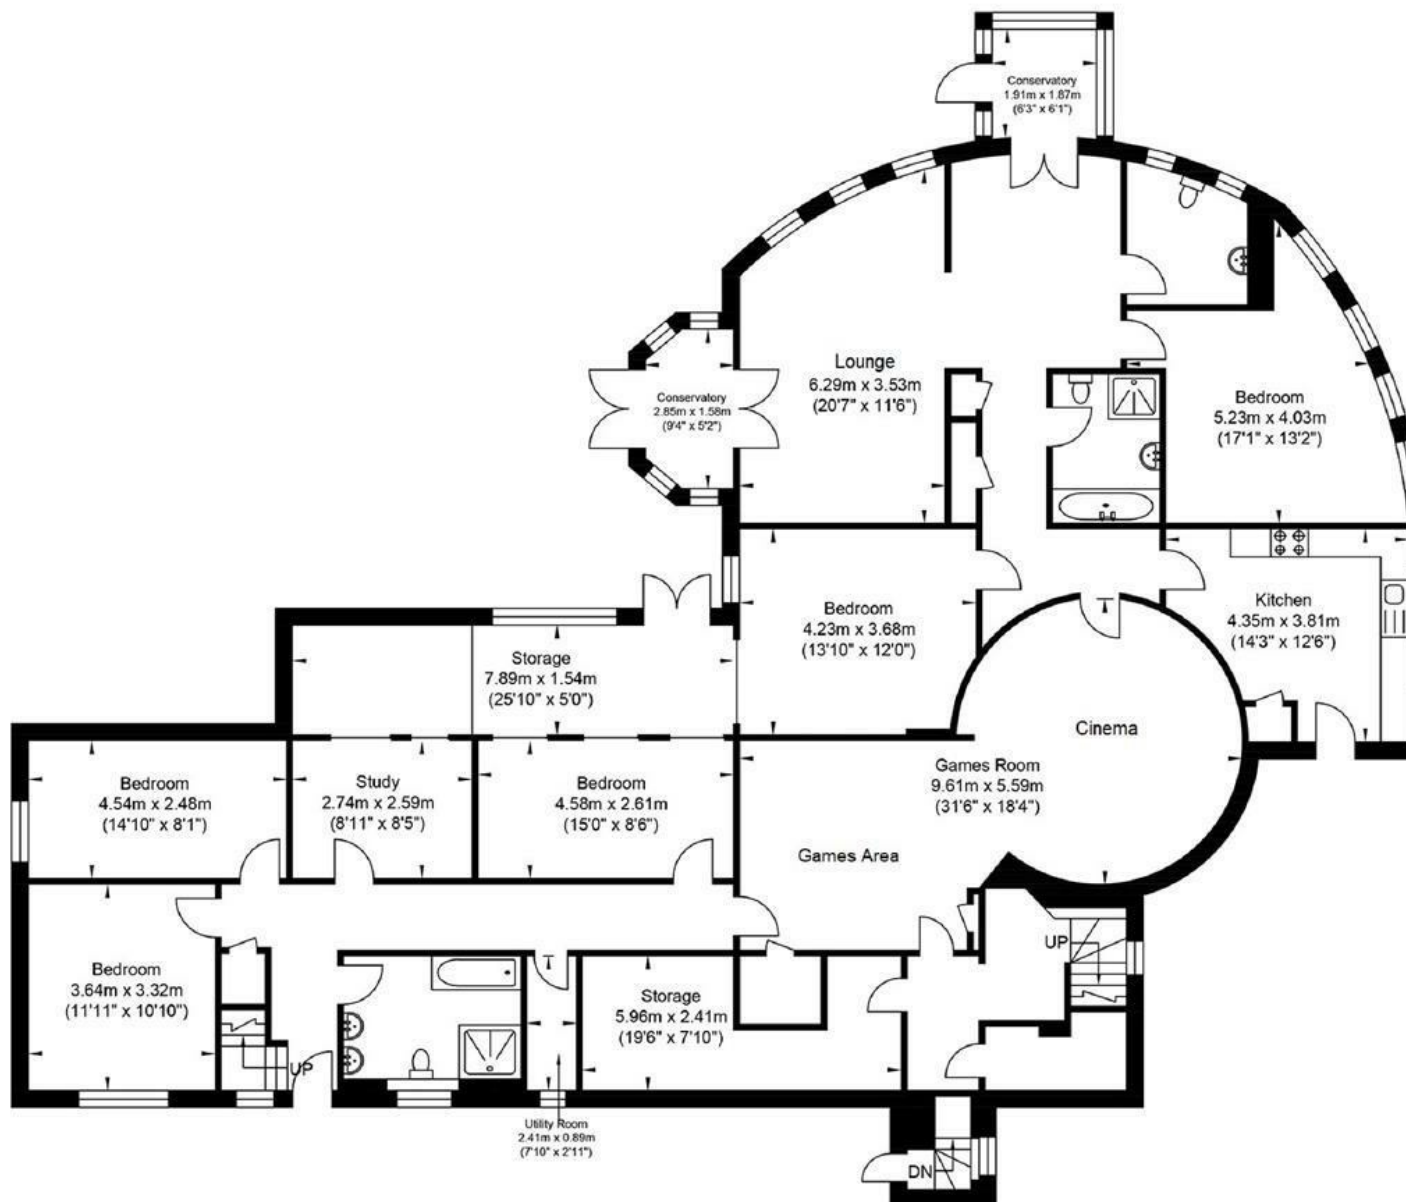 Conservatory
1.91m x 1.87m
(6'3" x 6'1")
Lounge
6.29m x 3.53m
(20'7" x 11'6")
Conservatory
2.85m x 1.58m
(9'4" x 5'2")
Bedroom
5.23m x 4.03m
(17'1" x 13'2")
Bedroom
4.23m x 3.68m
(13'10" x 12'0")
Kitchen
4.35m x 3.81m
(14'3" x 12'6")
Storage
7.89m x 1.54m
(25'10" x 5'0")
Cinema
Games Room
9.61m x 5.59m
(31'6" x 18'4")
Games Area
Bedroom
4.54m x 2.48m
(14'10" x 8'1")
Study
2.74m x 2.59m
(8'11" x 8'5")
Bedroom
4.58m x 2.61m
(15'0" x 8'6")
UP
Bedroom
3.64m x 3.32m
(11'11" x 10'10")
Storage
5.96m x 2.41m
(19'6" x 7'10")
UP
Utility Room
2.41m x 0.89m
(7'10" x 2'11")
DN